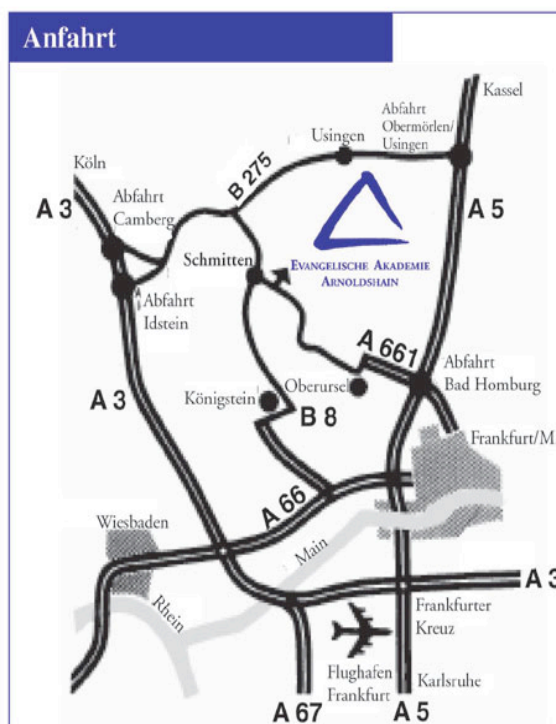 Anfahrt
Kassel
Abfahrt
Obermörlen/
Usingen
Usingen
Köln
B 275
A 3
Abfahrt
Camberg
A 5
Schmitten
EVANGELISCHE AKADEMIE
ARNOLDSHAIN
Abfahrt
Idstein
A 661
Abfahrt
Bad Homburg
Oberursel
A 3
Königstein
B 8
Frankfurt/M
A 66
Wiesbaden
Main
Rhein
A 3
Frankfurter
Kreuz
Flughafen
Frankfurt
Karlsruhe
A 67
A 5